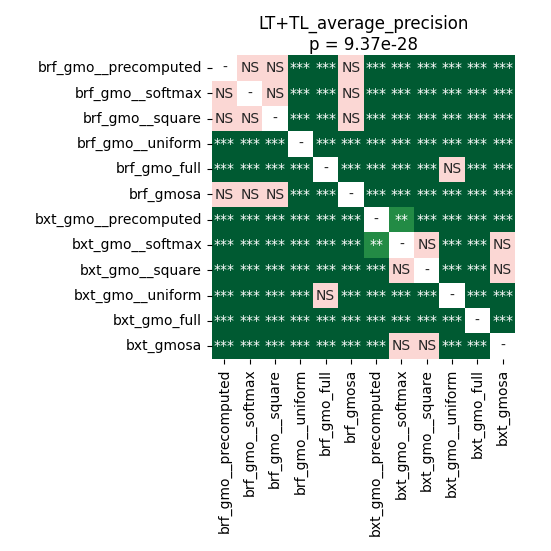 LT+TL_average_precision
p = 9.37e-28
brf_gmo__precomputed - NS NS *** *** NS *** *** *** *** *** ***
brf_gmo__softmax NS - NS *** *** NS *** *** *** *** *** ***
brf_gmo__square NS NS - *** *** NS *** *** *** *** *** ***
brf_gmo__uniform *** *** *** - *** *** *** *** *** *** *** ***
brf_gmo_full *** *** *** *** - *** *** *** *** NS *** ***
brf_gmosa NS NS NS *** *** - *** *** *** *** *** ***
bxt_gmo__precomputed *** *** *** *** *** *** - ** *** *** *** ***
bxt_gmo__softmax *** *** *** *** *** *** ** - NS *** *** NS
bxt_gmo__square *** *** *** *** *** *** *** NS - *** *** NS
bxt_gmo__uniform *** *** *** *** NS *** *** *** *** - *** ***
bxt_gmo_full *** *** *** *** *** *** *** *** *** *** - ***
bxt_gmosa *** *** *** *** *** *** *** NS NS *** *** -
brf_gmo__precomputed
brf_gmo__softmax
brf_gmo__square
brf_gmo__uniform
brf_gmo_full
brf_gmosa
bxt_gmo__precomputed
bxt_gmo__softmax
bxt_gmo__square
bxt_gmo__uniform
bxt_gmo_full
bxt_gmosa